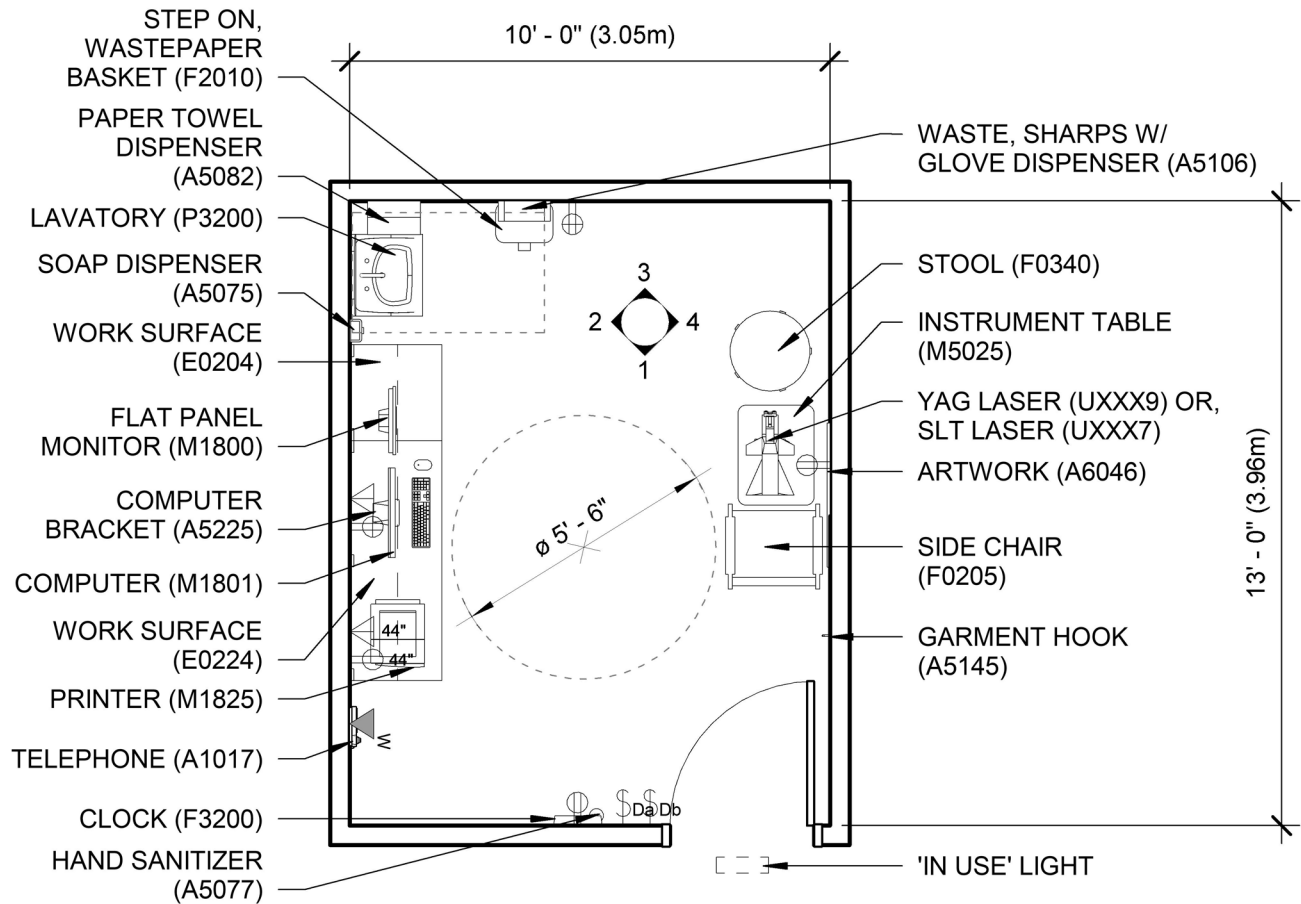 STEP ON,
WASTEPAPER
BASKET (F2010)
PAPER TOWEL
DISPENSER
(A5082)
LAVATORY (P3200)
SOAP DISPENSER
(A5075)
WORK SURFACE
(E0204)
FLAT PANEL
MONITOR (M1800)
COMPUTER
BRACKET (A5225)
COMPUTER (M1801)
WORK SURFACE
(E0224)
PRINTER (M1825)
TELEPHONE (A1017)
CLOCK (F3200)
HAND SANITIZER
(A5077)
10' - 0" (3.05m)
3
2
4
1
ø 5' - 6"
44"
44"
W
S
Da
S
Db
WASTE, SHARPS W/
GLOVE DISPENSER (A5106)
STOOL (F0340)
INSTRUMENT TABLE
(M5025)
YAG LASER (UXXX9) OR,
SLT LASER (UXXX7)
ARTWORK (A6046)
SIDE CHAIR
(F0205)
GARMENT HOOK
(A5145)
'IN USE' LIGHT
13' - 0" (3.96m)